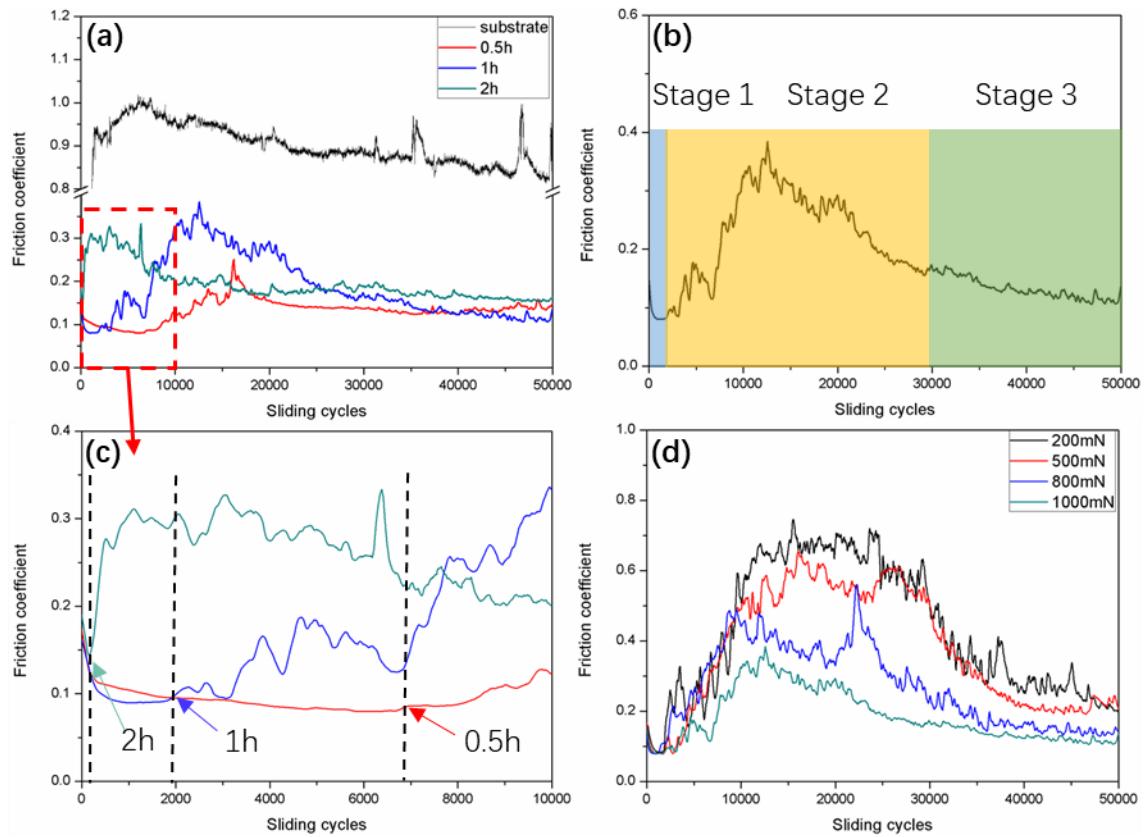 (a)
substrate
0.5h
1h
2h
Friction coefficient
1.2
1.1
1.0
0.9
0.8
0.3
0.2
0.1
0.0
0 10000 20000 30000 40000 50000
Sliding cycles
(b)
Stage 1 Stage 2 Stage 3
Friction coefficient
0.6
0.4
0.2
0.0
0 10000 20000 30000 40000 50000
Sliding cycles
(c)
Friction coefficient
0.4
0.3
0.2
0.1
0.0
2h
1h
0.5h
0 2000 4000 6000 8000 10000
Sliding cycles
(d)
200mN
500mN
800mN
1000mN
Friction coefficient
1.0
0.8
0.6
0.4
0.2
0.0
0 10000 20000 30000 40000 50000
Sliding cycles